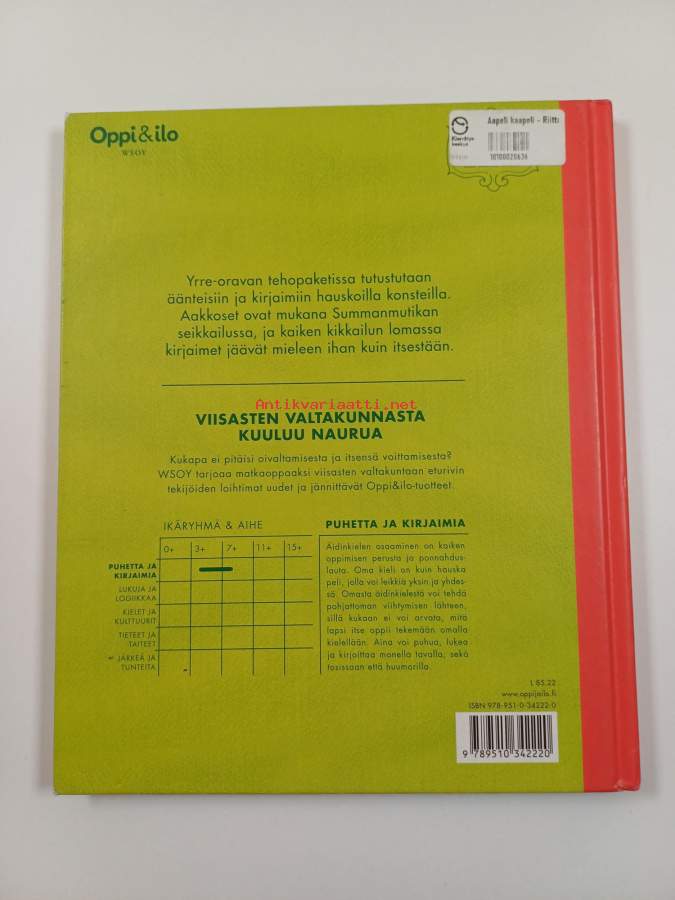 Oppi&ilo
WSOY
Aapeli kaapeli - Riitta
Kierrätys
keskus
10100020636
Yrre-oravan tehopaketissa tutustutaan
äänteisiin ja kirjaimiin hauskoilla konsteilla.
Aakkoset ovat mukana Summanmutikan
seikkailussa, ja kaiken kikkailun lomassa
kirjaimet jäävät mieleen ihan kuin itsestään.
Antikvariaatti.net
VIISASTEN VALTAKUNNASTA
KUULUU NAURUA
Kukapa ei pitäisi oivaltamisesta ja itsensä voittamisesta?
WSOY tarjoaa matkaoppaaksi viisasten valtakuntaan eturivin
tekijöiden loihtimat uudet ja jännittävät Oppi&ilo-tuotteet.
IKÄRYHMÄ & AIHE
0+ 3+ 7+ 11+ 15+
PUHETTA JA
KIRJAIMIA
LUKUJA JA
LOGIIKKAA
KIELET JA
KULTTUURIT
TIETEET JA
TAITEET
JÄRKEÄ JA
TUNTEITA
PUHETTA JA KIRJAIMIA
Äidinkielen osaaminen on kaiken
oppimisen perusta ja ponnahdus-
lauta. Oma kieli on kuin hauska
peli, jolla voi leikkiä yksin ja yhdes-
sä. Omasta äidinkielestä voi tehdä
pohjattoman viihtymisen lähteen,
sillä kukaan ei voi arvata, mitä
lapsi itse oppii tekemään omalla
kielellään. Aina voi puhua, lukea
ja kirjoittaa monella tavalla, sekä
tosissaan että huumorilla.
L 85.22
www.oppijailo.fi
ISBN 978-951-0-34222-0
9 789510 342220